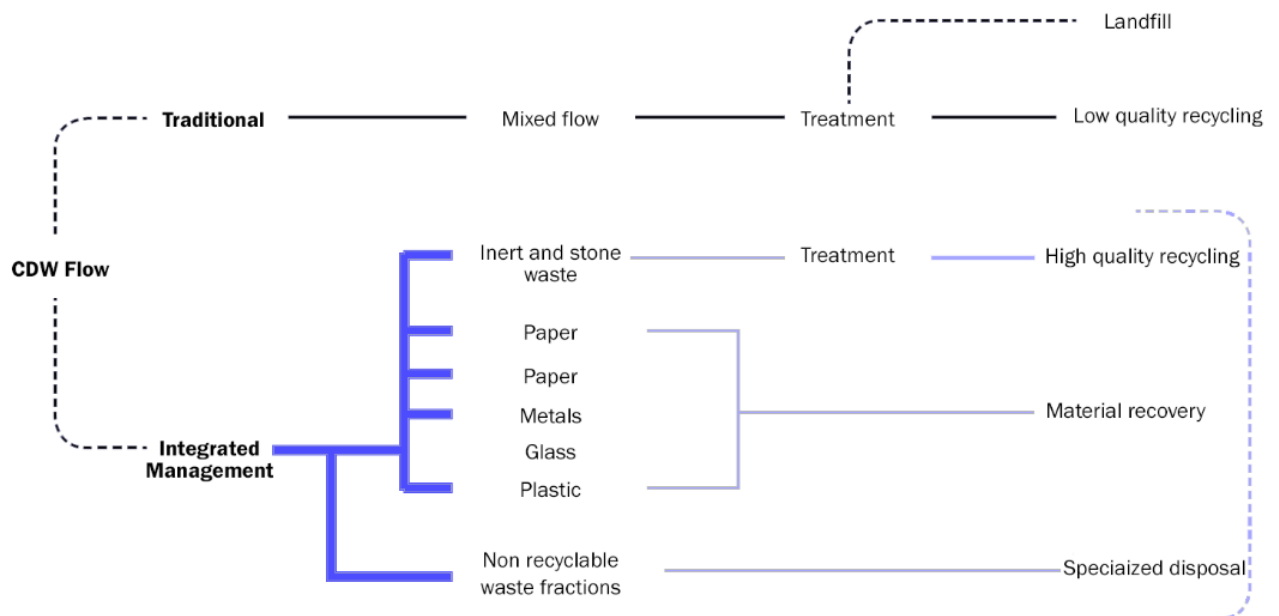 Landfill
Traditional
Mixed flow
Treatment
Low quality recycling
CDW Flow
Inert and stone
waste
Treatment
High quality recycling
Paper
Paper
Metals
Material recovery
Integrated
Management
Glass
Plastic
Non recyclable
waste fractions
Speciaized disposal